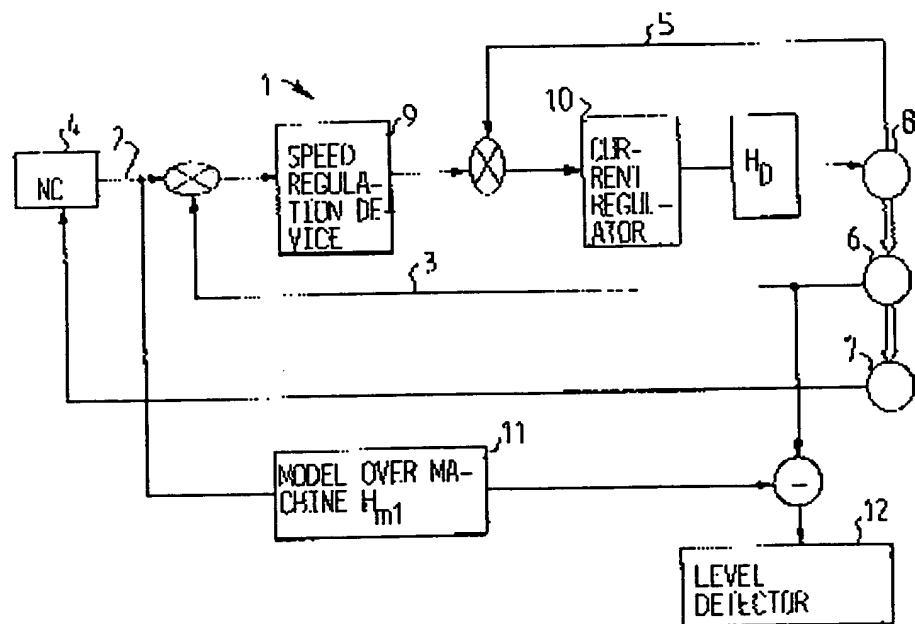 5
1
4
2
9
10
8
NC
SPEED
REGULA-
TION DE-
VICE
CUR-
RENT
REGUL-
ATOR
H_D
6
3
7
11
MODEL OVER MA-
CHINE H_m1
12
LEVEL
DETECTOR